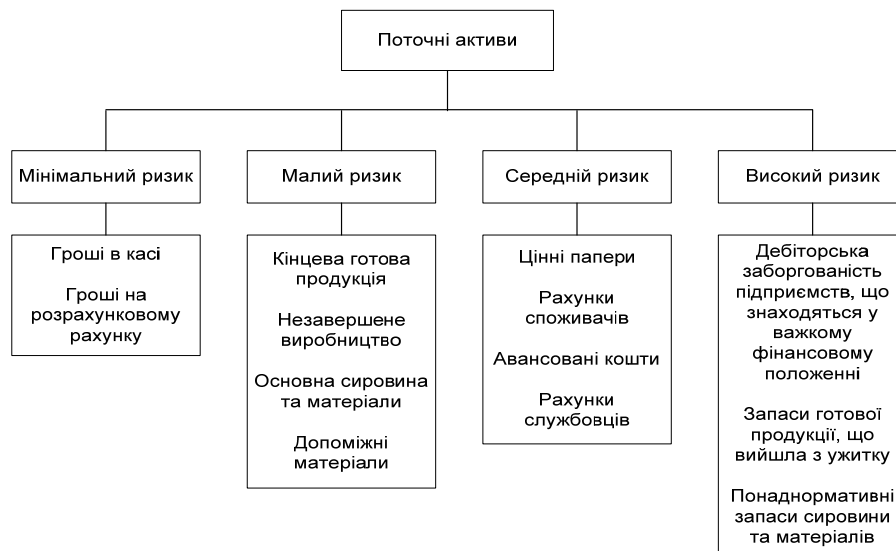 Поточні активи
Мінімальний ризик
Малий ризик
Середній ризик
Високий ризик
Гроші в касі
Гроші на
розрахунковому
рахунку
Кінцева готова
продукція
Незавершене
виробництво
Основна сировина
та матеріали
Допоміжні
матеріали
Цінні папери
Рахунки
споживачів
Авансовані кошти
Рахунки
службовців
Дебіторська
заборгованість
підприємств, що
знаходяться у
важкому
фінансовому
положенні
Запаси готової
продукції, що
вийшла з ужитку
Понаднормативні
запаси сировини
та матеріалів